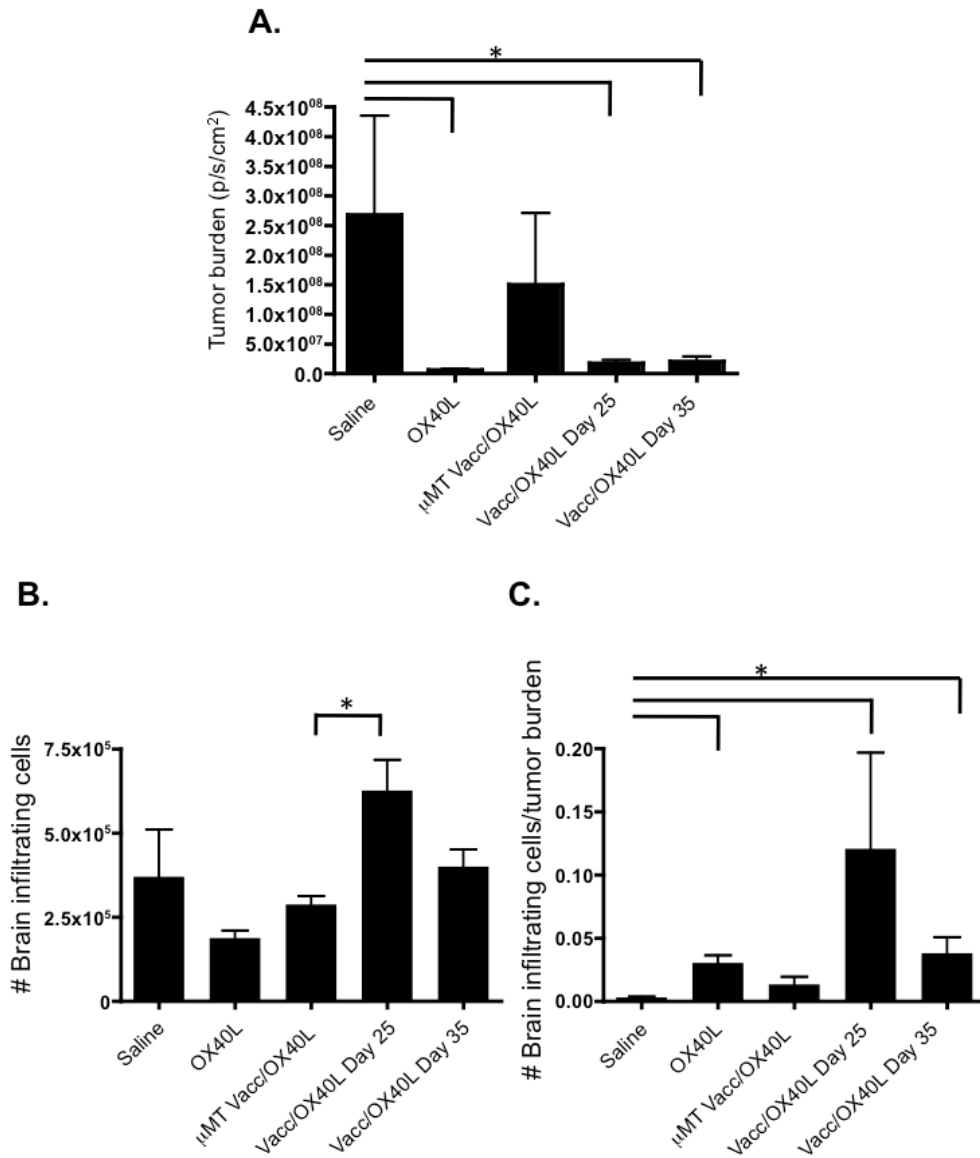 A.
*
Tumor burden (p/s/cm²)
4.5x10⁰⁸
4.0x10⁰⁸
3.5x10⁰⁸
3.0x10⁰⁸
2.5x10⁰⁸
2.0x10⁰⁸
1.5x10⁰⁸
1.0x10⁰⁸
5.0x10⁰⁷
0.0
Saline
OX40L
μMT Vacc/OX40L
Vacc/OX40L Day 25
Vacc/OX40L Day 35
B.
*
# Brain infiltrating cells
7.5x10⁵
5.0x10⁵
2.5x10⁵
0
Saline
OX40L
μMT Vacc/OX40L
Vacc/OX40L Day 25
Vacc/OX40L Day 35
C.
*
# Brain infiltrating cells/tumor burden
0.20
0.15
0.10
0.05
0.00
Saline
OX40L
μMT Vacc/OX40L
Vacc/OX40L Day 25
Vacc/OX40L Day 35